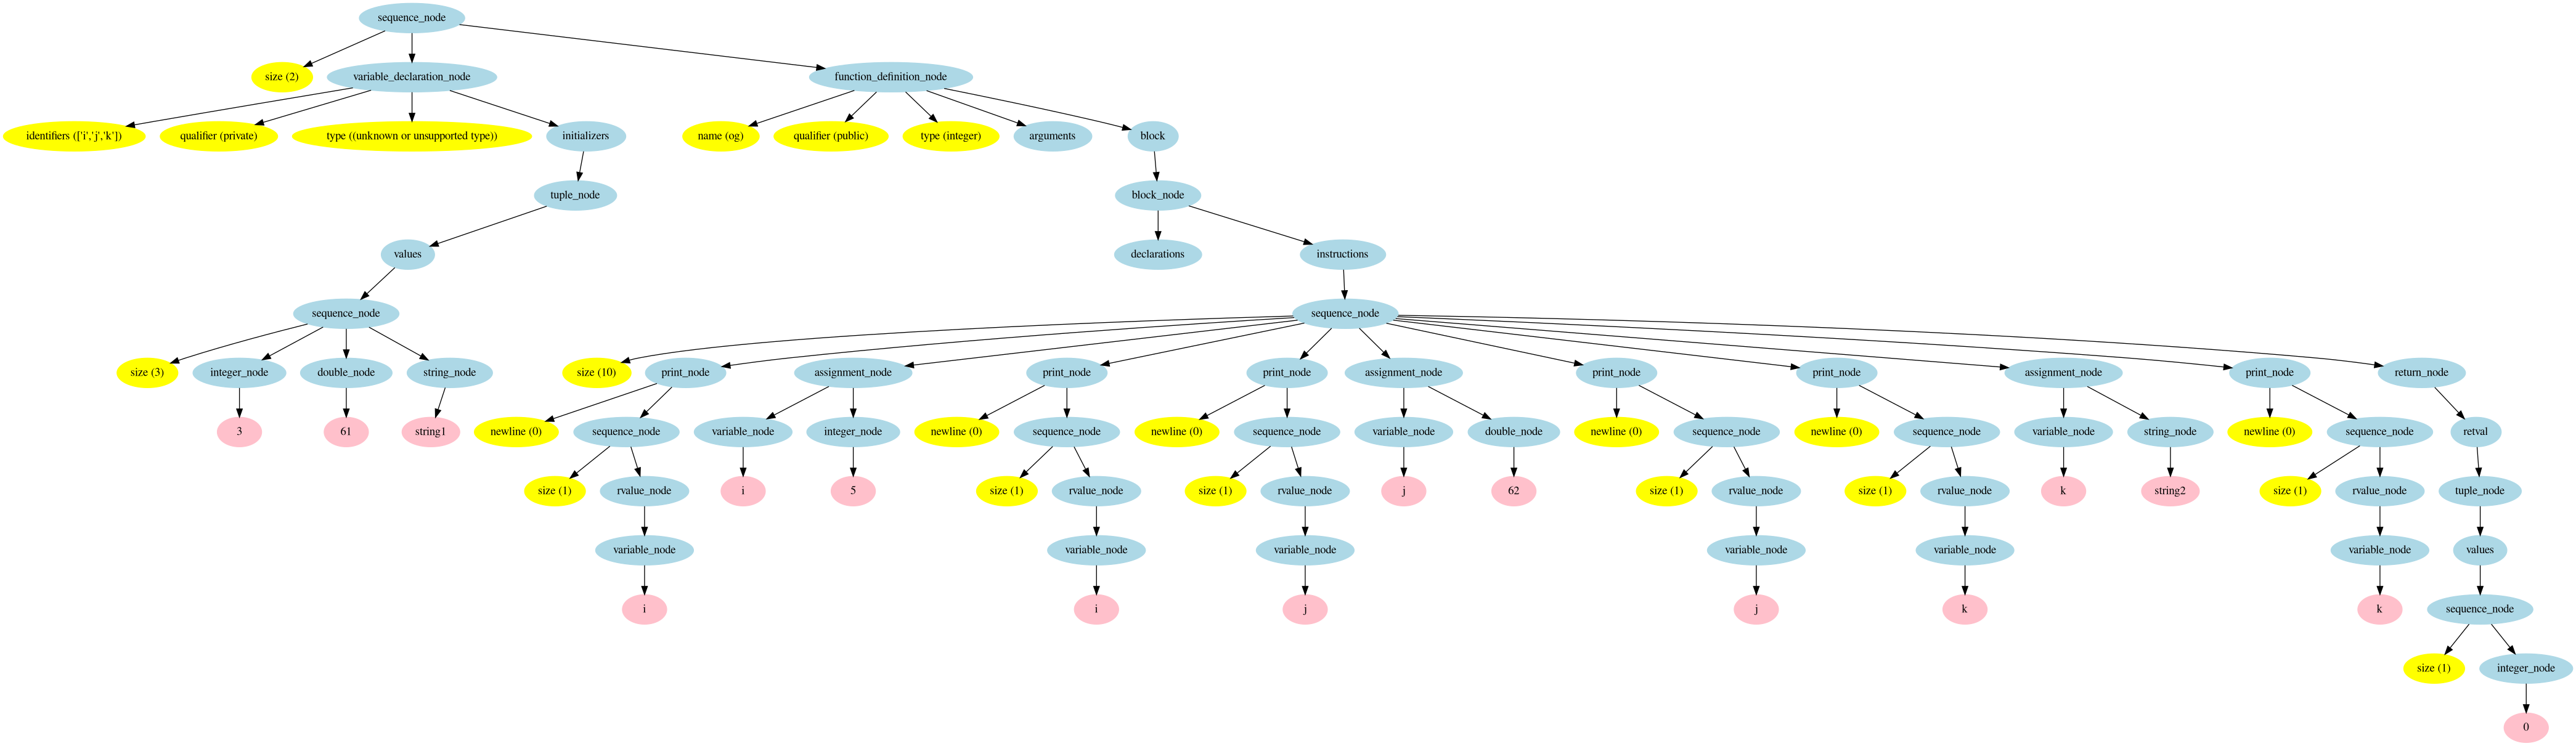 sequence_node
size (2)
variable_declaration_node
function_definition_node
identifiers (['i','j','k'])
qualifier (private)
type ((unknown or unsupported type))
initializers
name (og)
qualifier (public)
type (integer)
arguments
block
tuple_node
block_node
values
declarations
instructions
sequence_node
sequence_node
size (3)
integer_node
double_node
string_node
size (10)
print_node
assignment_node
print_node
print_node
assignment_node
print_node
print_node
assignment_node
print_node
return_node
3
61
string1
newline (0)
sequence_node
variable_node
integer_node
newline (0)
sequence_node
newline (0)
sequence_node
variable_node
double_node
newline (0)
sequence_node
newline (0)
sequence_node
variable_node
string_node
newline (0)
sequence_node
retval
size (1)
rvalue_node
i
5
size (1)
rvalue_node
size (1)
rvalue_node
j
62
size (1)
rvalue_node
size (1)
rvalue_node
k
string2
size (1)
rvalue_node
tuple_node
variable_node
variable_node
variable_node
variable_node
variable_node
variable_node
values
i
i
j
j
k
k
sequence_node
size (1)
integer_node
0